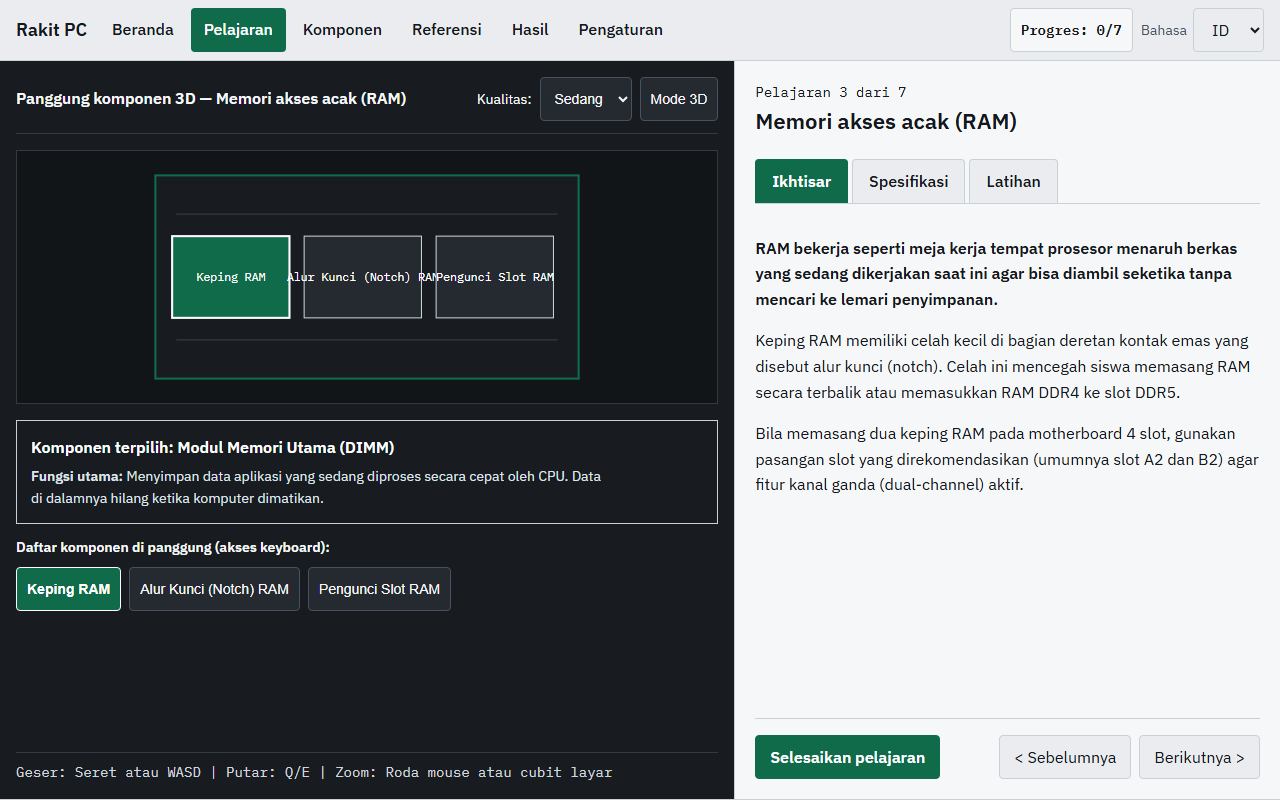 Rakit PC
Beranda
Pelajaran
Komponen
Referensi
Hasil
Pengaturan
Progres: 0/7
Bahasa
ID
Panggung komponen 3D — Memori akses acak (RAM)
Kualitas:
Sedang
Mode 3D
Keping RAM
Alur Kunci (Notch) RAM
Pengunci Slot RAM
Komponen terpilih: Modul Memori Utama (DIMM)
Fungsi utama: Menyimpan data aplikasi yang sedang diproses secara cepat oleh CPU. Data
di dalamnya hilang ketika komputer dimatikan.
Daftar komponen di panggung (akses keyboard):
Keping RAM
Alur Kunci (Notch) RAM
Pengunci Slot RAM
Geser: Seret atau WASD | Putar: Q/E | Zoom: Roda mouse atau cubit layar
Pelajaran 3 dari 7
Memori akses acak (RAM)
Ikhtisar
Spesifikasi
Latihan
RAM bekerja seperti meja kerja tempat prosesor menaruh berkas
yang sedang dikerjakan saat ini agar bisa diambil seketika tanpa
mencari ke lemari penyimpanan.
Keping RAM memiliki celah kecil di bagian deretan kontak emas yang
disebut alur kunci (notch). Celah ini mencegah siswa memasang RAM
secara terbalik atau memasukkan RAM DDR4 ke slot DDR5.
Bila memasang dua keping RAM pada motherboard 4 slot, gunakan
pasangan slot yang direkomendasikan (umumnya slot A2 dan B2) agar
fitur kanal ganda (dual-channel) aktif.
Selesaikan pelajaran
< Sebelumnya
Berikutnya >